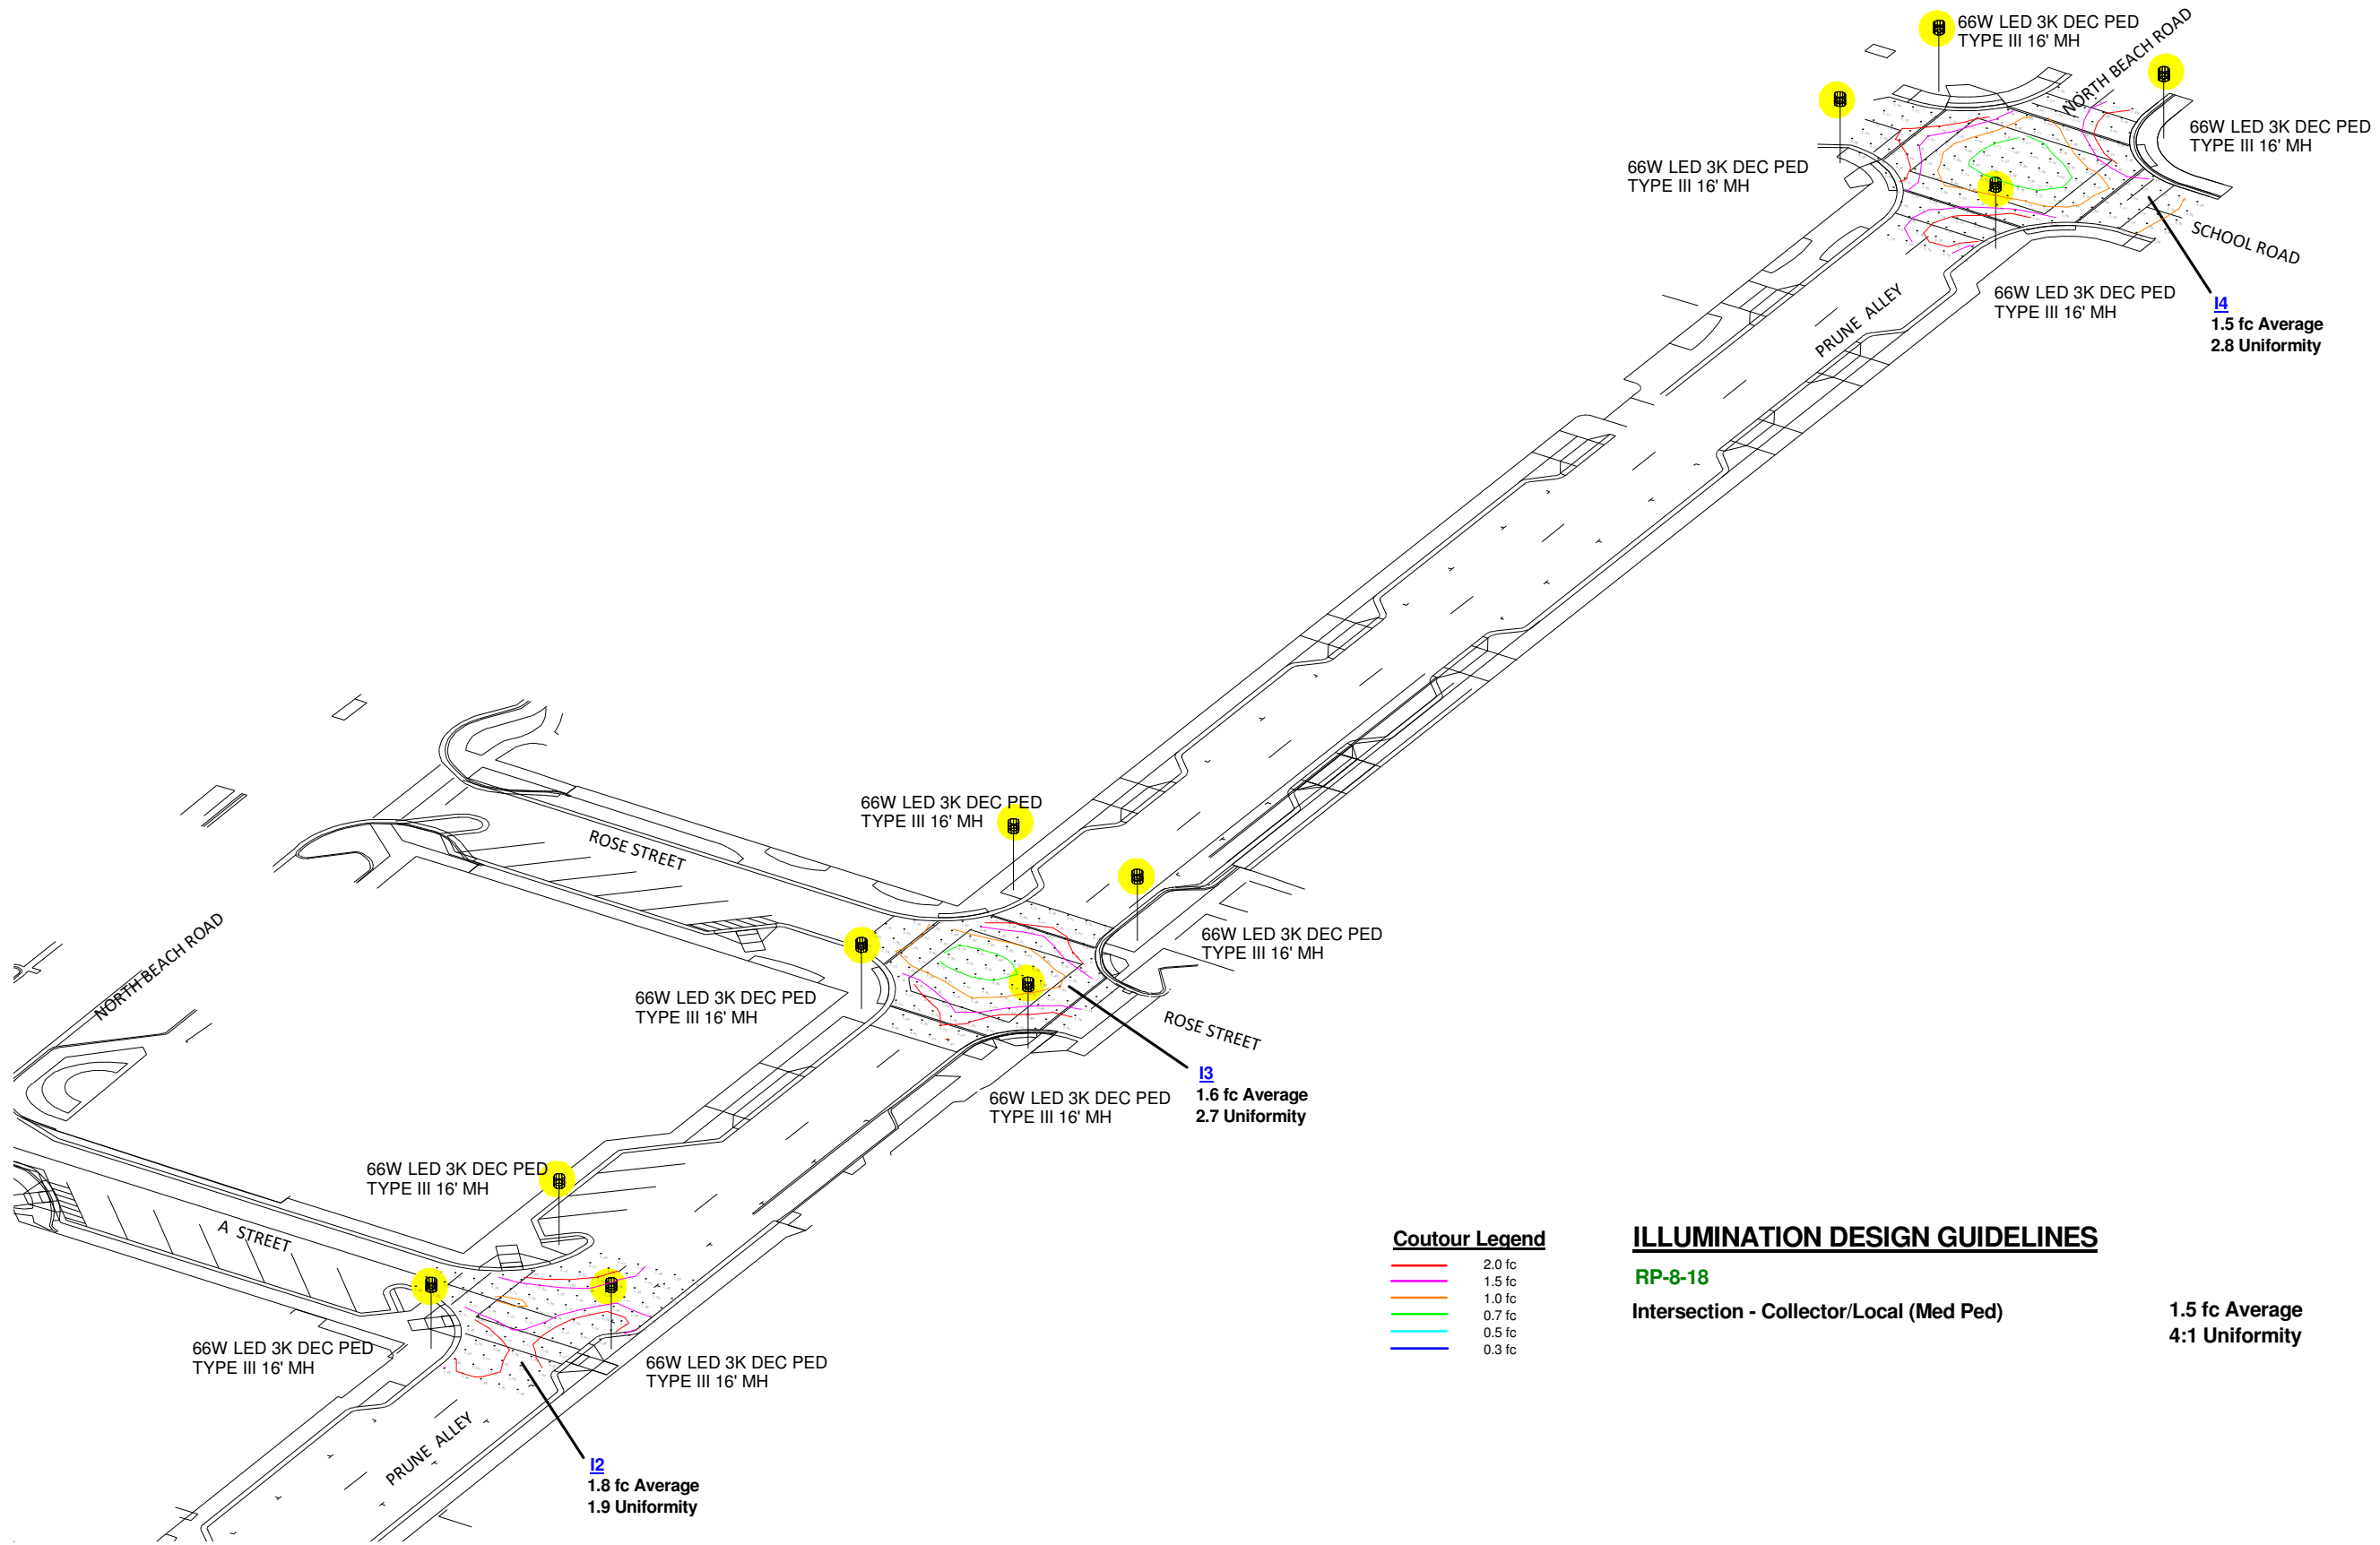 66W LED 3K DEC PED
TYPE III 16' MH
NORTH BEACH ROAD
66W LED 3K DEC PED
TYPE III 16' MH
66W LED 3K DEC PED
TYPE III 16' MH
SCHOOL ROAD
66W LED 3K DEC PED
TYPE III 16' MH
PRUNE ALLEY
I4
1.5 fc Average
2.8 Uniformity
66W LED 3K DEC PED
TYPE III 16' MH
ROSE STREET
66W LED 3K DEC PED
TYPE III 16' MH
NORTH BEACH ROAD
66W LED 3K DEC PED
TYPE III 16' MH
ROSE STREET
I3
1.6 fc Average
2.7 Uniformity
66W LED 3K DEC PED
TYPE III 16' MH
66W LED 3K DEC PED
TYPE III 16' MH
A STREET
66W LED 3K DEC PED
TYPE III 16' MH
66W LED 3K DEC PED
TYPE III 16' MH
PRUNE ALLEY
I2
1.8 fc Average
1.9 Uniformity
Coutour Legend
2.0 fc
1.5 fc
1.0 fc
0.7 fc
0.5 fc
0.3 fc
ILLUMINATION DESIGN GUIDELINES
RP-8-18
Intersection - Collector/Local (Med Ped)
1.5 fc Average
4:1 Uniformity